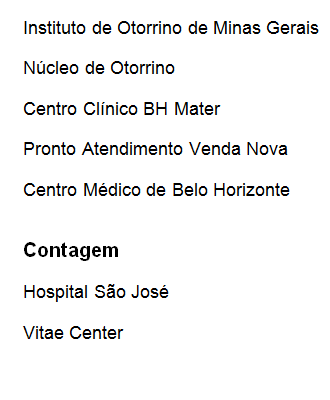 Instituto de Otorrino de Minas Gerais
Núcleo de Otorrino
Centro Clínico BH Mater
Pronto Atendimento Venda Nova
Centro Médico de Belo Horizonte
Contagem
Hospital São José
Vitae Center